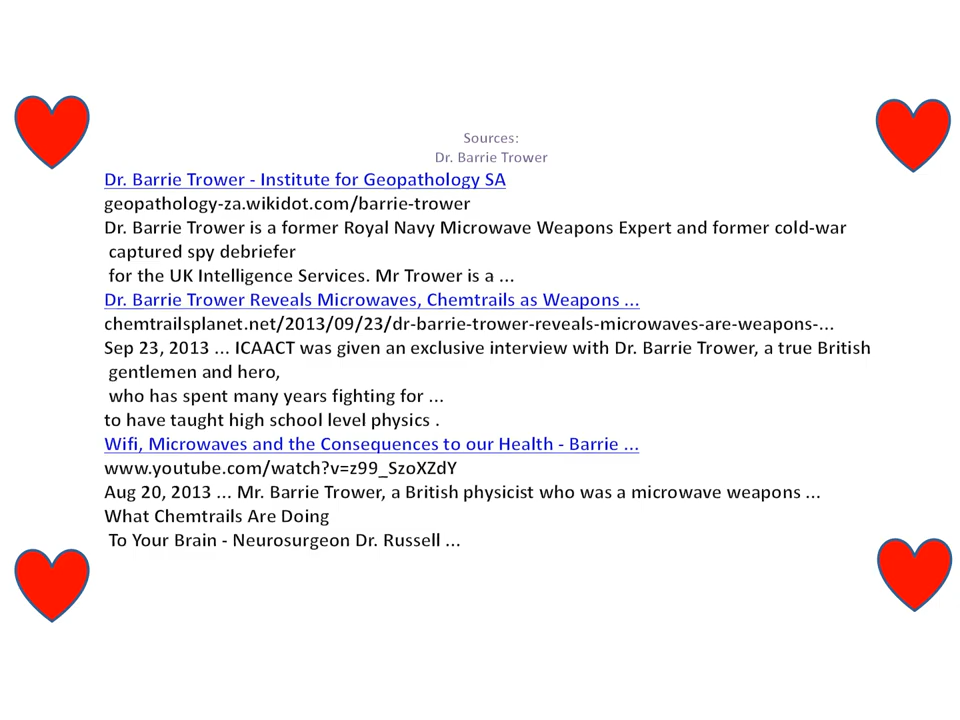 Sources:
Dr. Barrie Trower
Dr. Barrie Trower - Institute for Geopathology SA
geopathology-za.wikidot.com/barrie-trower
Dr. Barrie Trower is a former Royal Navy Microwave Weapons Expert and former cold-war
captured spy debriefer
for the UK Intelligence Services. Mr Trower is a ...
Dr. Barrie Trower Reveals Microwaves, Chemtrails as Weapons ...
chemtrailsplanet.net/2013/09/23/dr-barrie-trower-reveals-microwaves-are-weapons-...
Sep 23, 2013 ... ICAACT was given an exclusive interview with Dr. Barrie Trower, a true British
gentlemen and hero,
who has spent many years fighting for ...
to have taught high school level physics .
Wifi, Microwaves and the Consequences to our Health - Barrie ...
www.youtube.com/watch?v=z99_SzoXZdY
Aug 20, 2013 ... Mr. Barrie Trower, a British physicist who was a microwave weapons ...
What Chemtrails Are Doing
To Your Brain - Neurosurgeon Dr. Russell ...